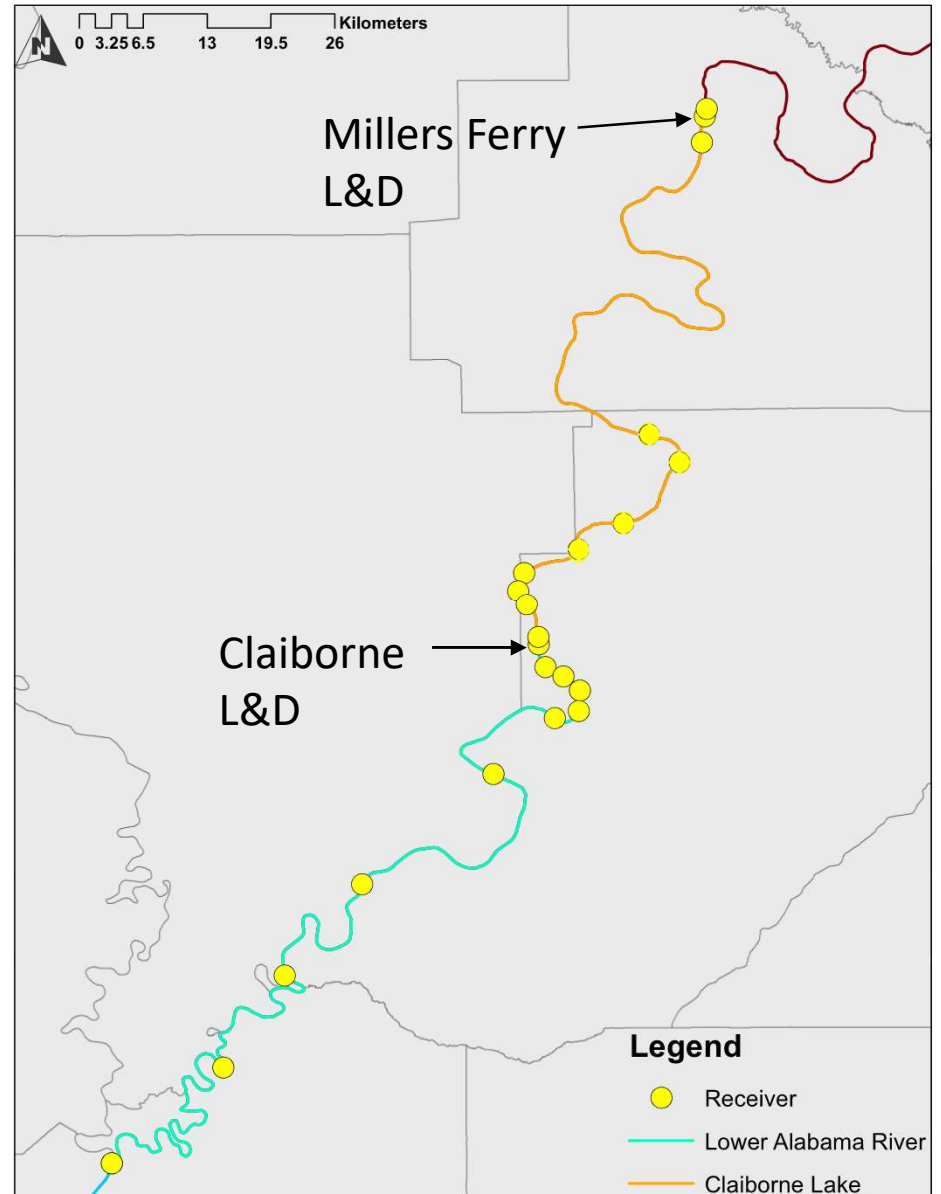 Kilometers
0 3.25 6.5 13 19.5 26
N
Millers Ferry
L&D
Claiborne
L&D
Legend
Receiver
Lower Alabama River
Claiborne Lake